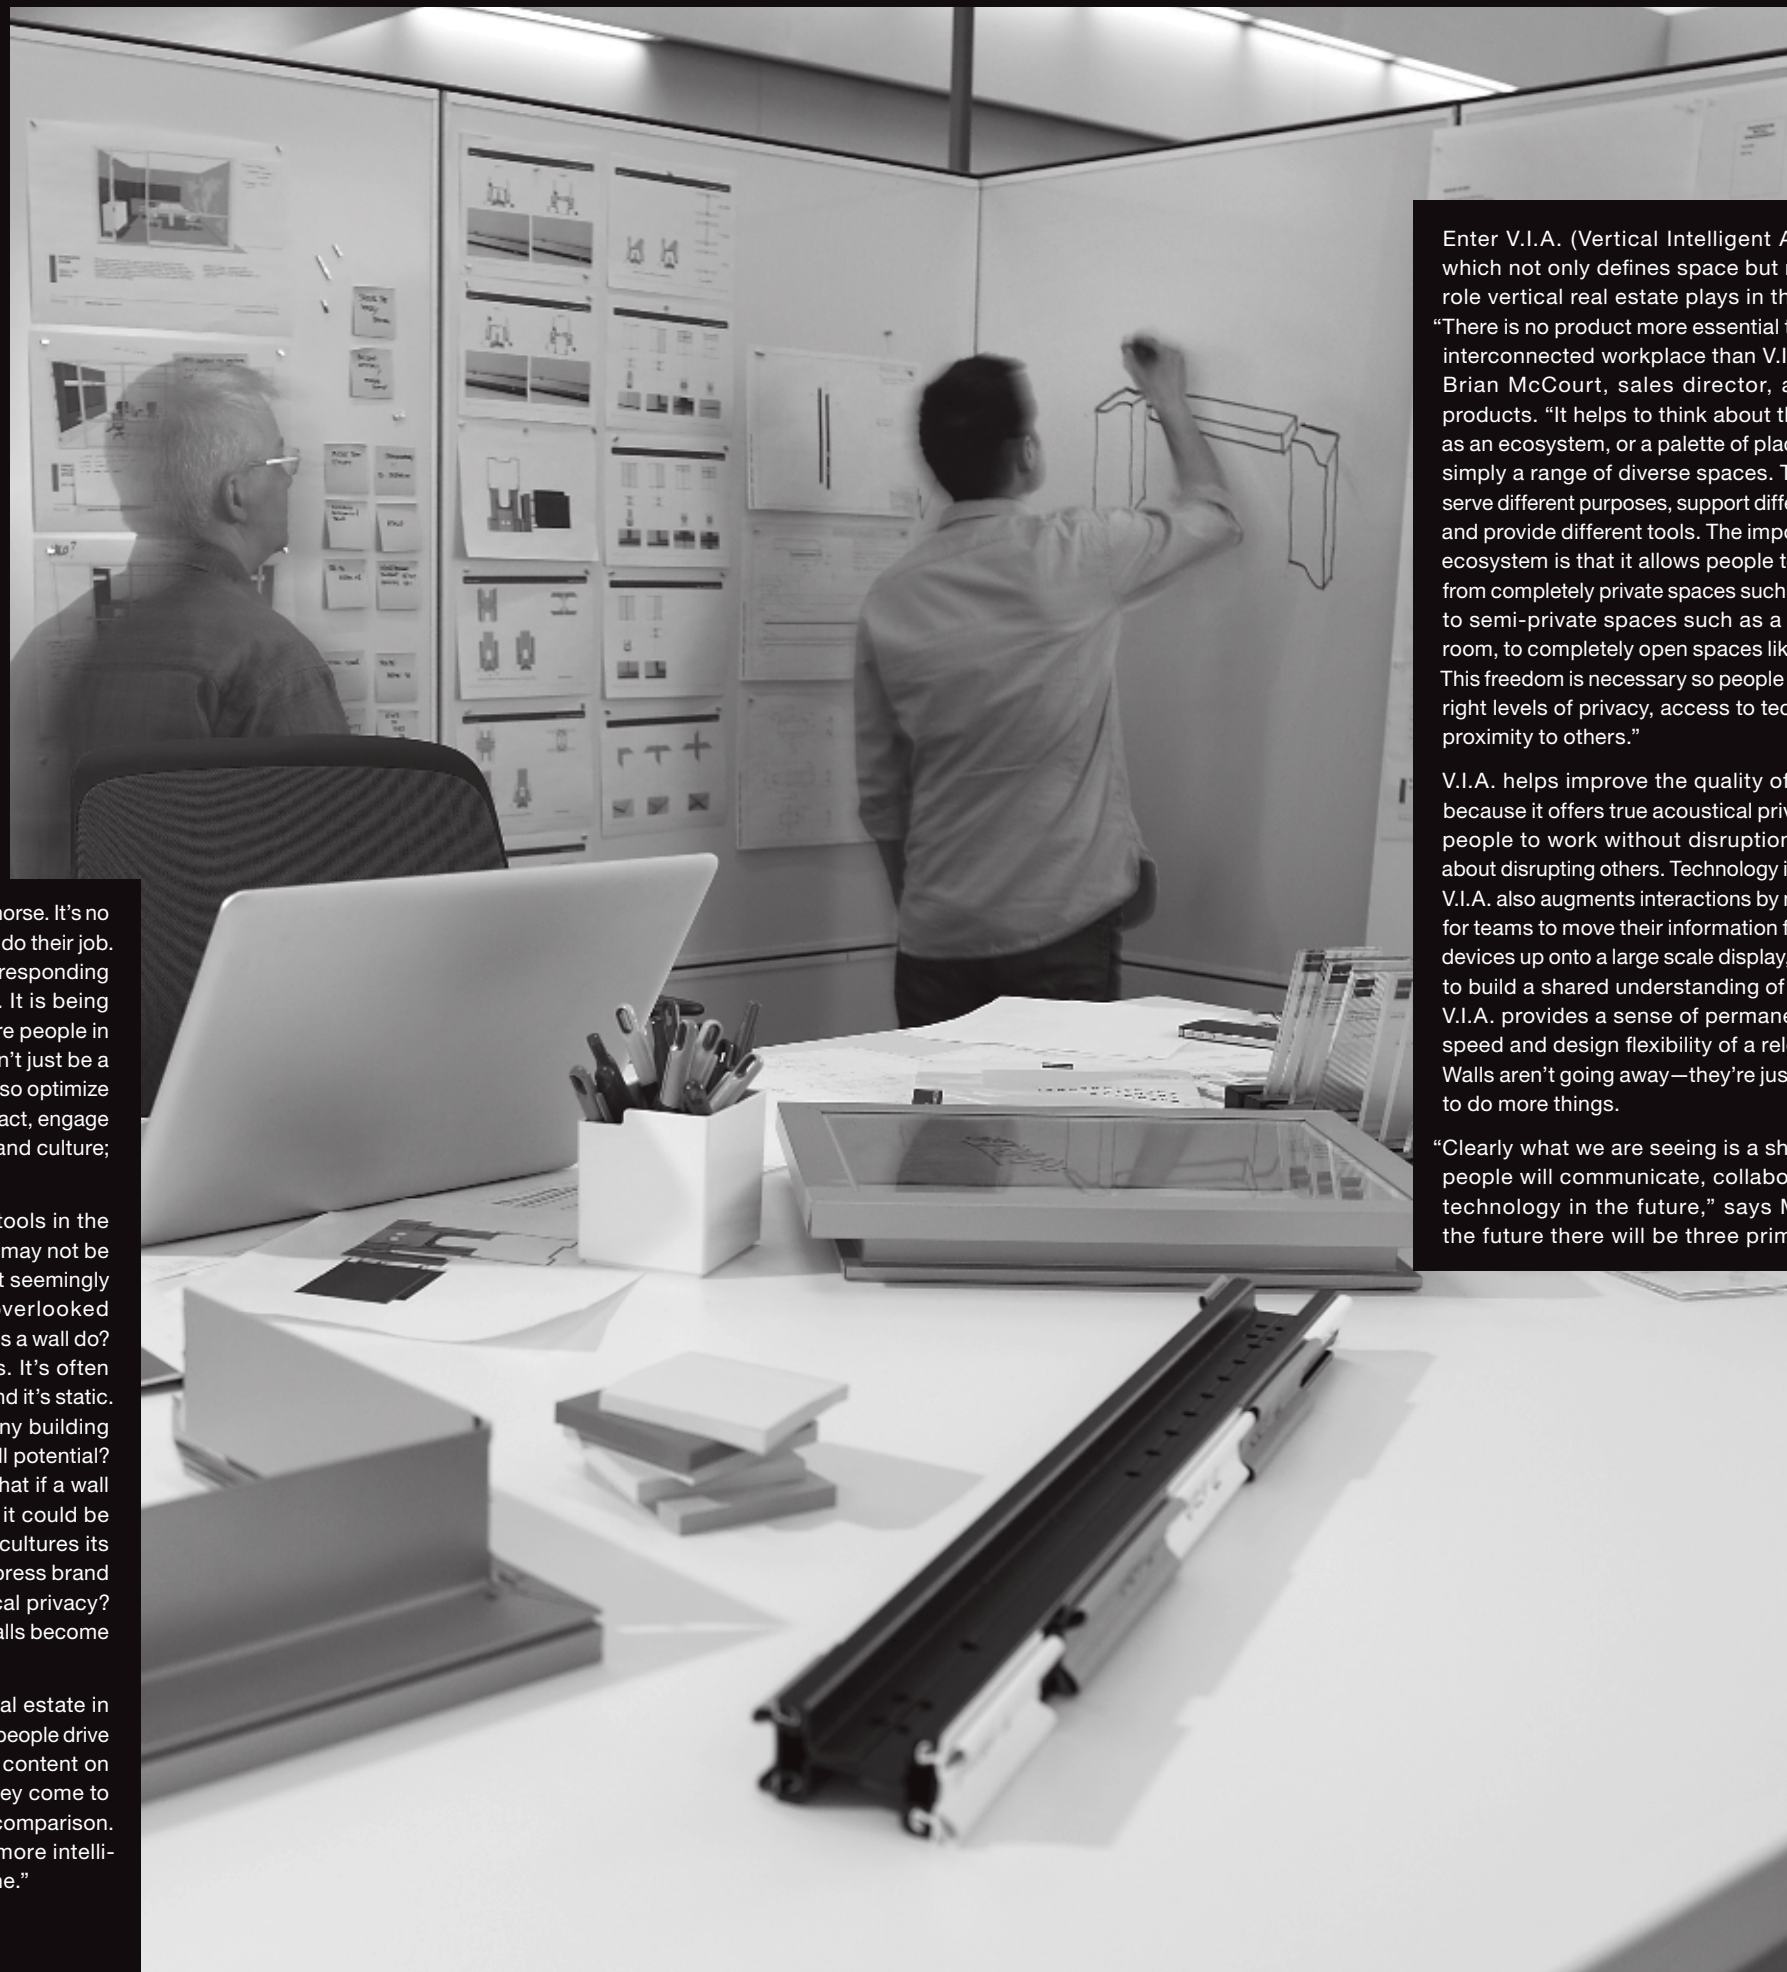 horse. It’s no
do their job.
responding
. It is being
re people in
n’t just be a
so optimize
act, engage
and culture;
tools in the
may not be
t seemingly
overlooked
s a wall do?
s. It’s often
nd it’s static.
ny building
ll potential?
hat if a wall
it could be
cultures its
press brand
cal privacy?
alls become
al estate in
people drive
content on
ey come to
comparison.
more intelli-
ne.”
Enter V.I.A. (Vertical Intelligent A
which not only defines space but
role vertical real estate plays in th
“There is no product more essential
interconnected workplace than V.I
Brian McCourt, sales director, a
products. “It helps to think about th
as an ecosystem, or a palette of plac
simply a range of diverse spaces. T
serve different purposes, support diffe
and provide different tools. The impo
ecosystem is that it allows people t
from completely private spaces such
to semi-private spaces such as a
room, to completely open spaces lik
This freedom is necessary so people
right levels of privacy, access to tec
proximity to others.”
V.I.A. helps improve the quality of
because it offers true acoustical priv
people to work without disruption
about disrupting others. Technology i
V.I.A. also augments interactions by
for teams to move their information f
devices up onto a large scale display,
to build a shared understanding of
V.I.A. provides a sense of permane
speed and design flexibility of a rel
Walls aren’t going away—they’re jus
to do more things.
“Clearly what we are seeing is a sh
people will communicate, collabo
technology in the future,” says M
the future there will be three prim